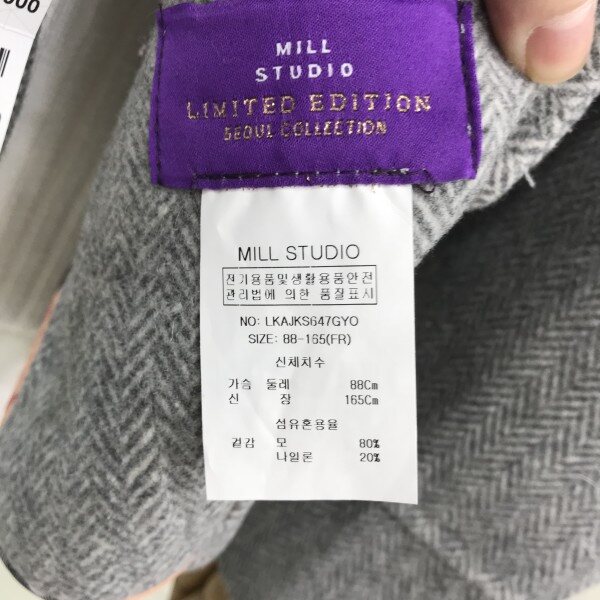 MILL
STUDIO
LIMITED EDITION
SEOUL COLLECTION
MILL STUDIO
전기용품및생활용품안전
관리법에 의한 품질표시
NO: LKAJKS647GYO
SIZE: 88-165(FR)
신체치수
가슴 둘레 88Cm
신 장 165Cm
섬유혼용율
겉감 모 80%
나일론 20%